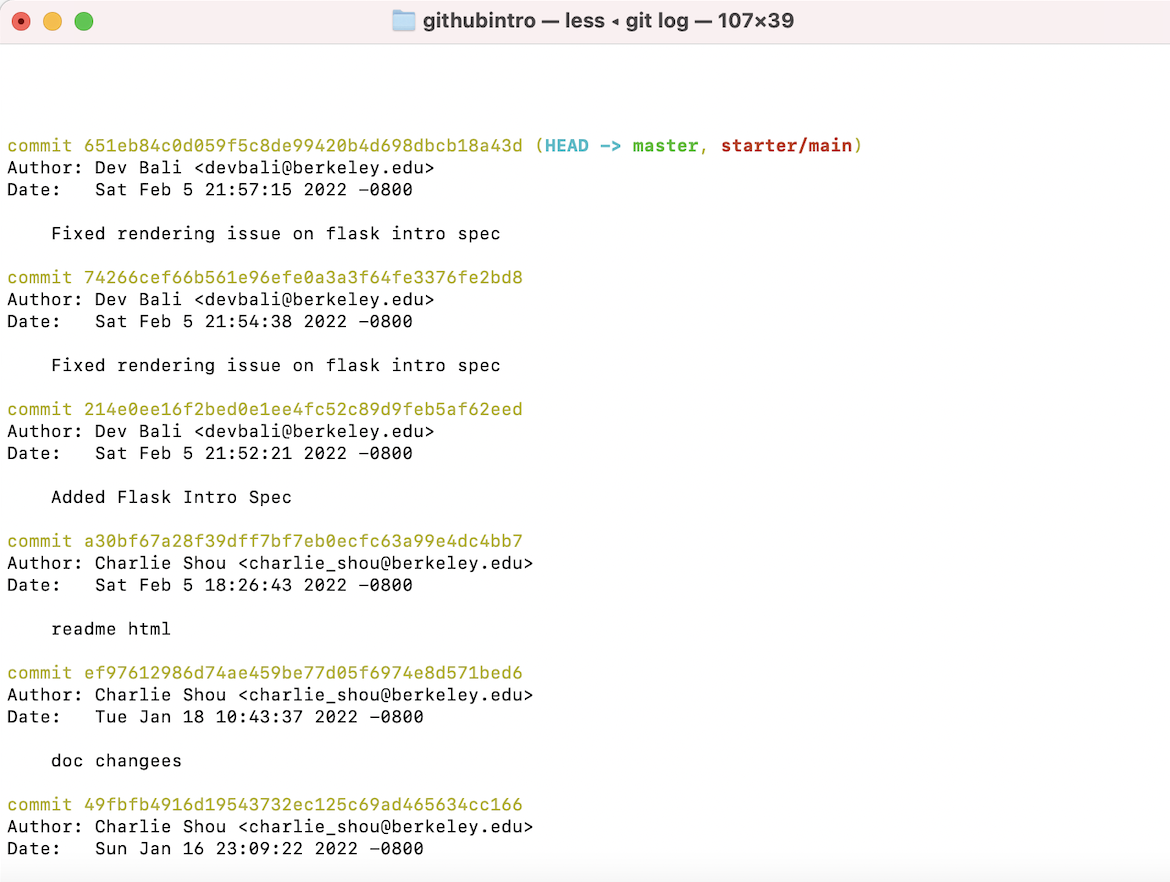 githubintro — less ◂ git log — 107×39
commit 651eb84c0d059f5c8de99420b4d698dbcb18a43d (HEAD -> master, starter/main)
Author: Dev Bali <devbali@berkeley.edu>
Date:   Sat Feb 5 21:57:15 2022 -0800
    Fixed rendering issue on flask intro spec
commit 74266cef66b561e96efe0a3a3f64fe3376fe2bd8
Author: Dev Bali <devbali@berkeley.edu>
Date:   Sat Feb 5 21:54:38 2022 -0800
    Fixed rendering issue on flask intro spec
commit 214e0ee16f2bed0e1ee4fc52c89d9feb5af62eed
Author: Dev Bali <devbali@berkeley.edu>
Date:   Sat Feb 5 21:52:21 2022 -0800
    Added Flask Intro Spec
commit a30bf67a28f39dff7bf7eb0ecfc63a99e4dc4bb7
Author: Charlie Shou <charlie_shou@berkeley.edu>
Date:   Sat Feb 5 18:26:43 2022 -0800
    readme html
commit ef97612986d74ae459be77d05f6974e8d571bed6
Author: Charlie Shou <charlie_shou@berkeley.edu>
Date:   Tue Jan 18 10:43:37 2022 -0800
    doc changees
commit 49fbfb4916d19543732ec125c69ad465634cc166
Author: Charlie Shou <charlie_shou@berkeley.edu>
Date:   Sun Jan 16 23:09:22 2022 -0800